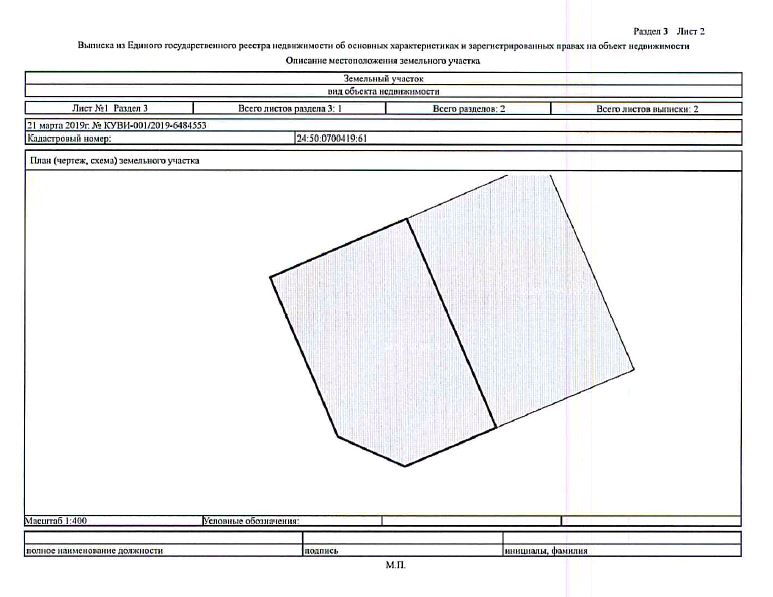 Раздел 3 Лист 2
Выписка из Единого государственного реестра недвижимости об основных характеристиках и зарегистрированных правах на объект недвижимости
Описание местоположения земельного участка
Земельный участок
вид объекта недвижимости
Лист №1 Раздел 3 Всего листов раздела 3: 1 Всего разделов: 2 Всего листов выписки: 2
21 марта 2019г. № КУВИ-001/2019-6484553
Кадастровый номер: 24:50:0700419:61
План (чертеж, схема) земельного участка
Масштаб 1:400 Условные обозначения:
полное наименование должности подпись инициалы, фамилия
М.П.